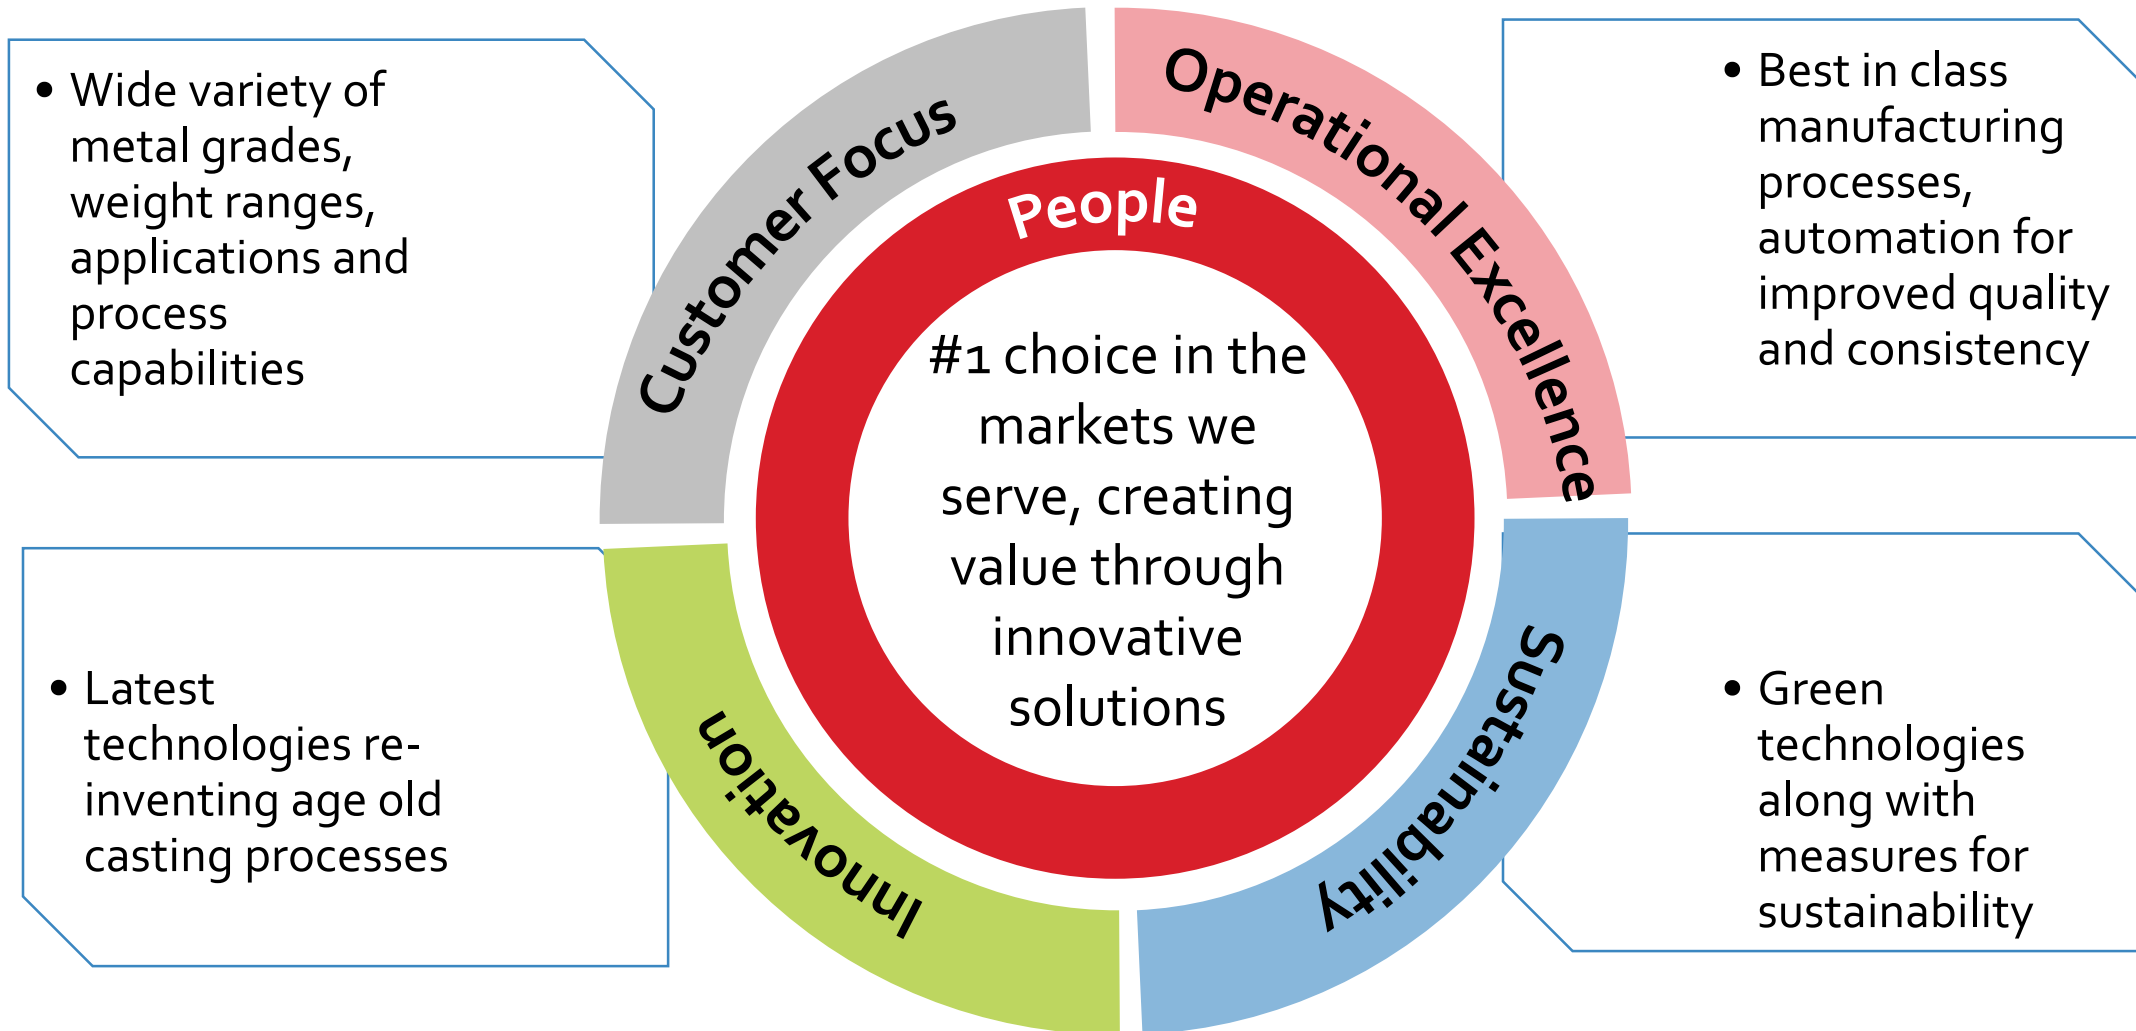 • Wide variety of
metal grades,
weight ranges,
applications and
process
capabilities
Customer Focus
Operational Excellence
• Best in class
manufacturing
processes,
automation for
improved quality
and consistency
People
#1 choice in the
markets we
serve, creating
value through
innovative
solutions
• Latest
technologies re-
inventing age old
casting processes
Innovation
Sustainability
• Green
technologies
along with
measures for
sustainability